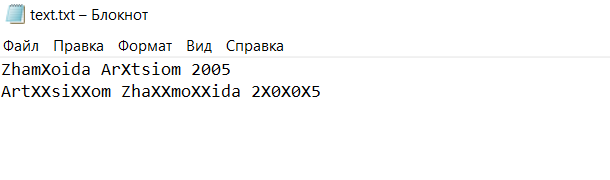 text.txt – Блокнот
Файл Правка Формат Вид Справка
ZhamXoida ArXtsiom 2005
ArtXXsiXXom ZhaXXmoXXida 2X0X0X5